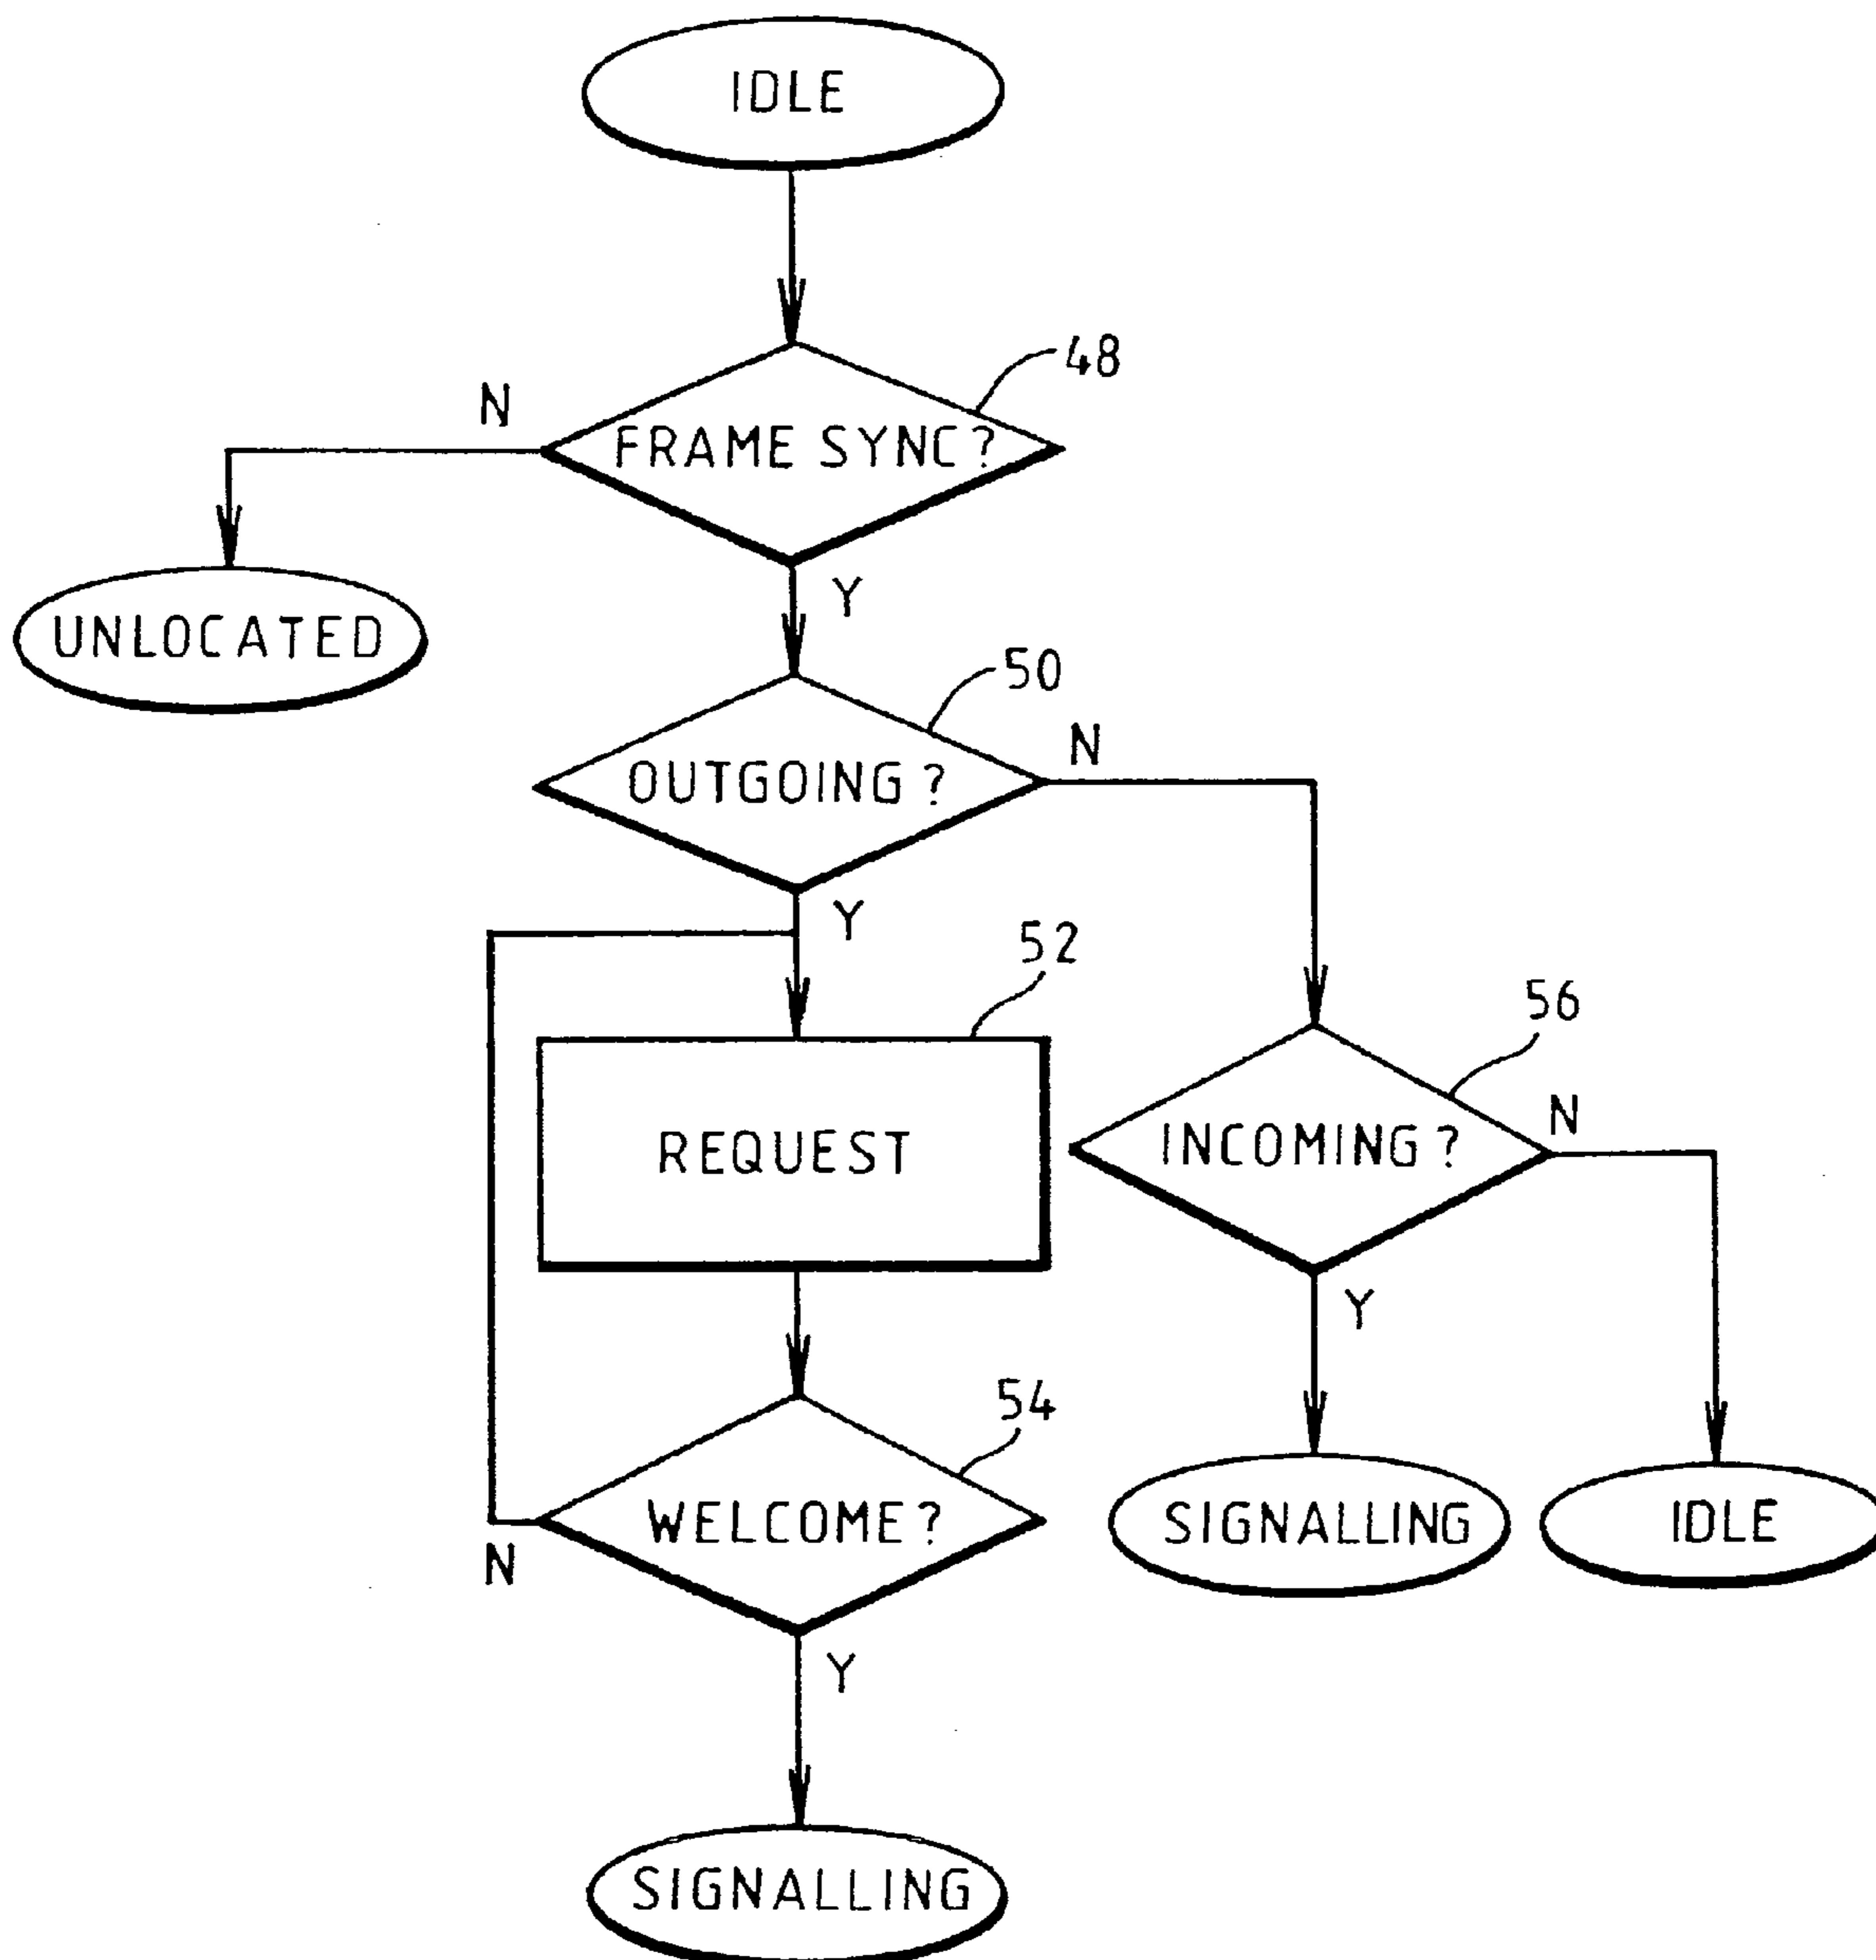 IDLE
48
N
FRAME SYNC?
Y
UNLOCATED
50
N
OUTGOING?
Y
52
56
N
REQUEST
INCOMING?
Y
54
WELCOME?
N
SIGNALLING
IDLE
Y
SIGNALLING